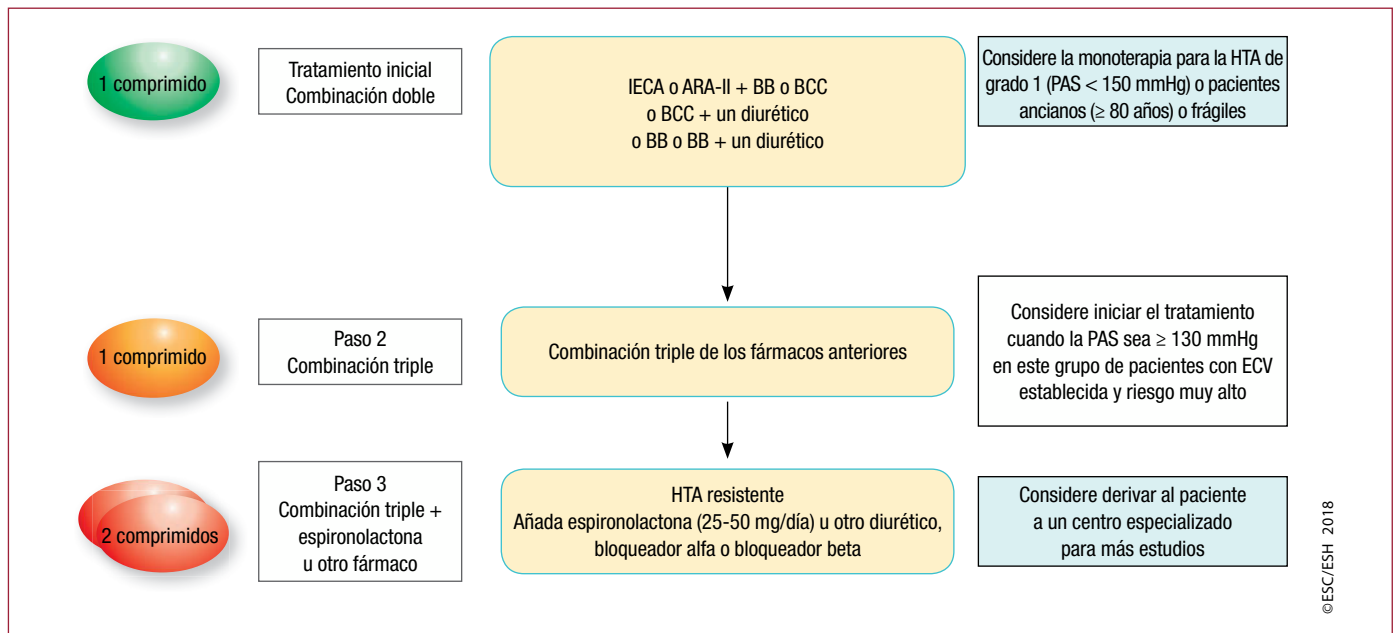 1 comprimido
Tratamiento inicial
Combinación doble
IECA o ARA-II + BB o BCC
o BCC + un diurético
o BB o BB + un diurético
Considere la monoterapia para la HTA de
grado 1 (PAS < 150 mmHg) o pacientes
ancianos (≥ 80 años) o frágiles
1 comprimido
Paso 2
Combinación triple
Combinación triple de los fármacos anteriores
Considere iniciar el tratamiento
cuando la PAS sea ≥ 130 mmHg
en este grupo de pacientes con ECV
establecida y riesgo muy alto
2 comprimidos
Paso 3
Combinación triple +
espironolactona
u otro fármaco
HTA resistente
Añada espironolactona (25-50 mg/día) u otro diurético,
bloqueador alfa o bloqueador beta
Considere derivar al paciente
a un centro especializado
para más estudios
©ESC/ESH 2018